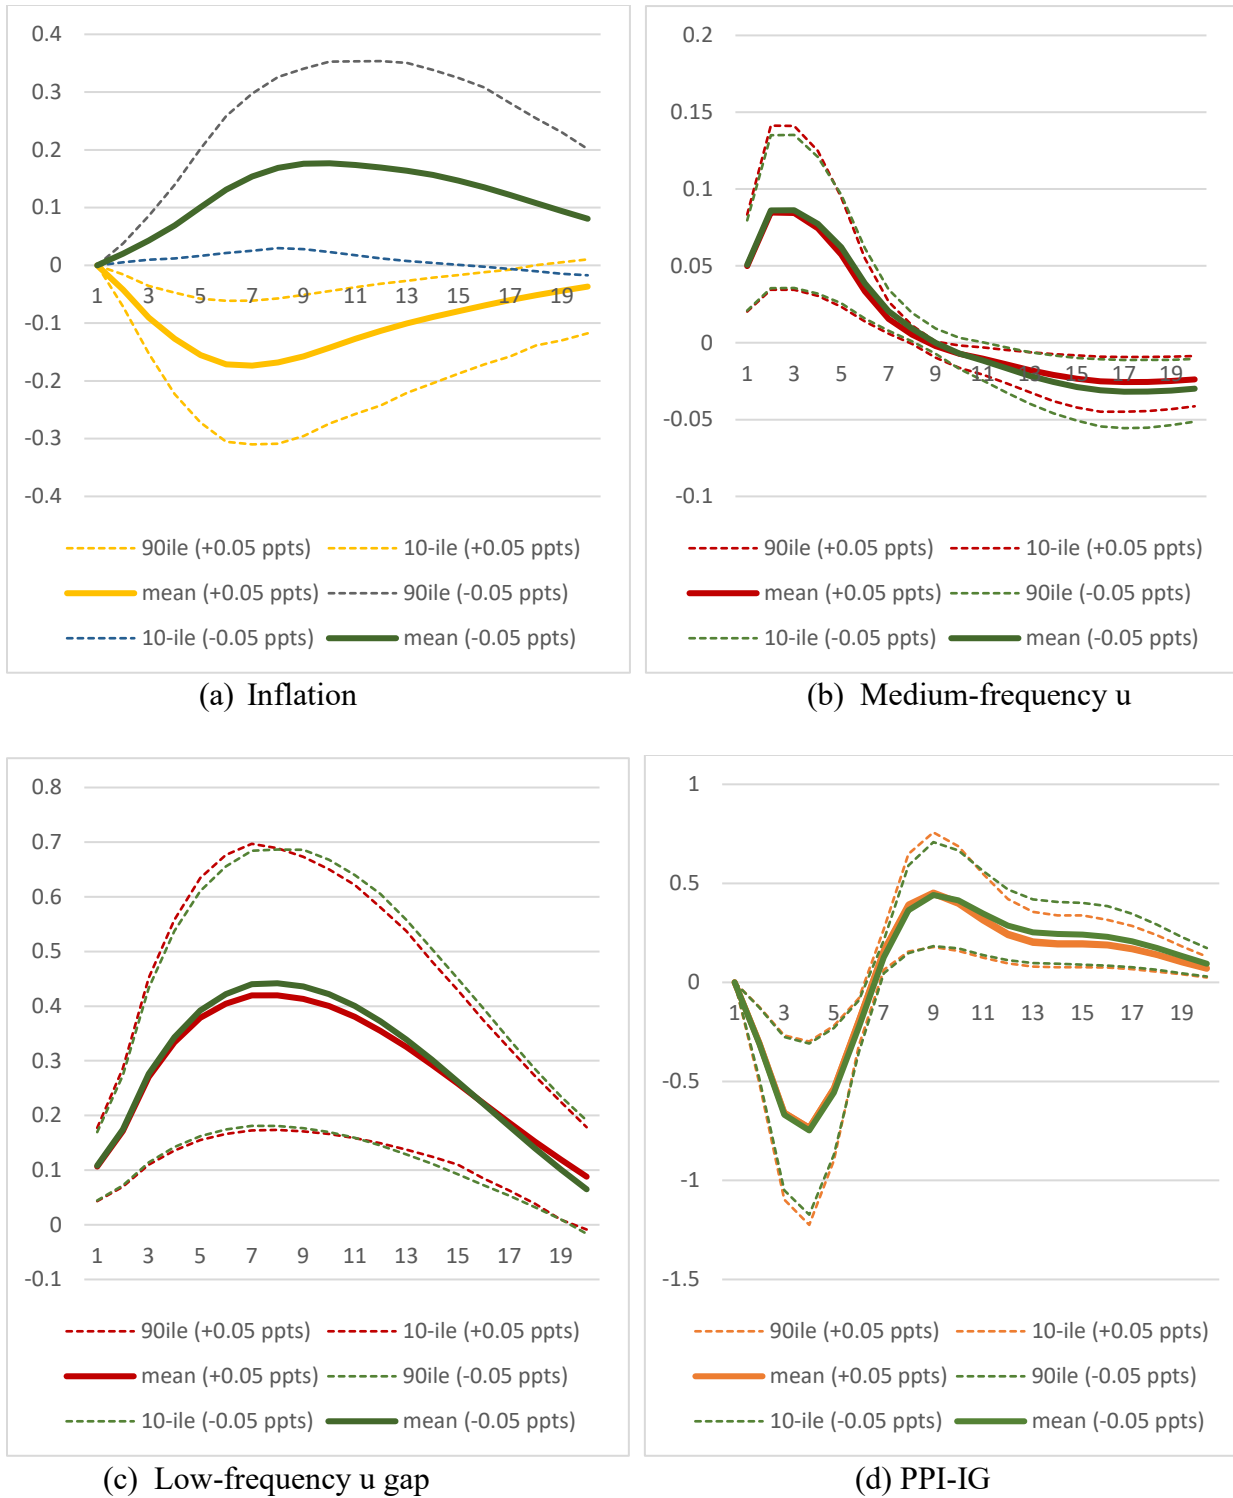 0.4
0.3
0.2
0.1
0
-0.1
-0.2
-0.3
-0.4
1 3 5 7 9 11 13 15 17 19
90ile (+0.05 ppts) 10-ile (+0.05 ppts)
mean (+0.05 ppts) 90ile (-0.05 ppts)
10-ile (-0.05 ppts) mean (-0.05 ppts)
(a) Inflation
0.2
0.15
0.1
0.05
0
-0.05
-0.1
1 3 5 7 9 11 13 15 17 19
90ile (+0.05 ppts) 10-ile (+0.05 ppts)
mean (+0.05 ppts) 90ile (-0.05 ppts)
10-ile (-0.05 ppts) mean (-0.05 ppts)
(b) Medium-frequency u
0.8
0.7
0.6
0.5
0.4
0.3
0.2
0.1
0
-0.1
1 3 5 7 9 11 13 15 17 19
90ile (+0.05 ppts) 10-ile (+0.05 ppts)
mean (+0.05 ppts) 90ile (-0.05 ppts)
10-ile (-0.05 ppts) mean (-0.05 ppts)
(c) Low-frequency u gap
1
0.5
0
-0.5
-1
-1.5
1 3 5 7 9 11 13 15 17 19
90ile (+0.05 ppts) 10-ile (+0.05 ppts)
mean (+0.05 ppts) 90ile (-0.05 ppts)
10-ile (-0.05 ppts) mean (-0.05 ppts)
(d) PPI-IG